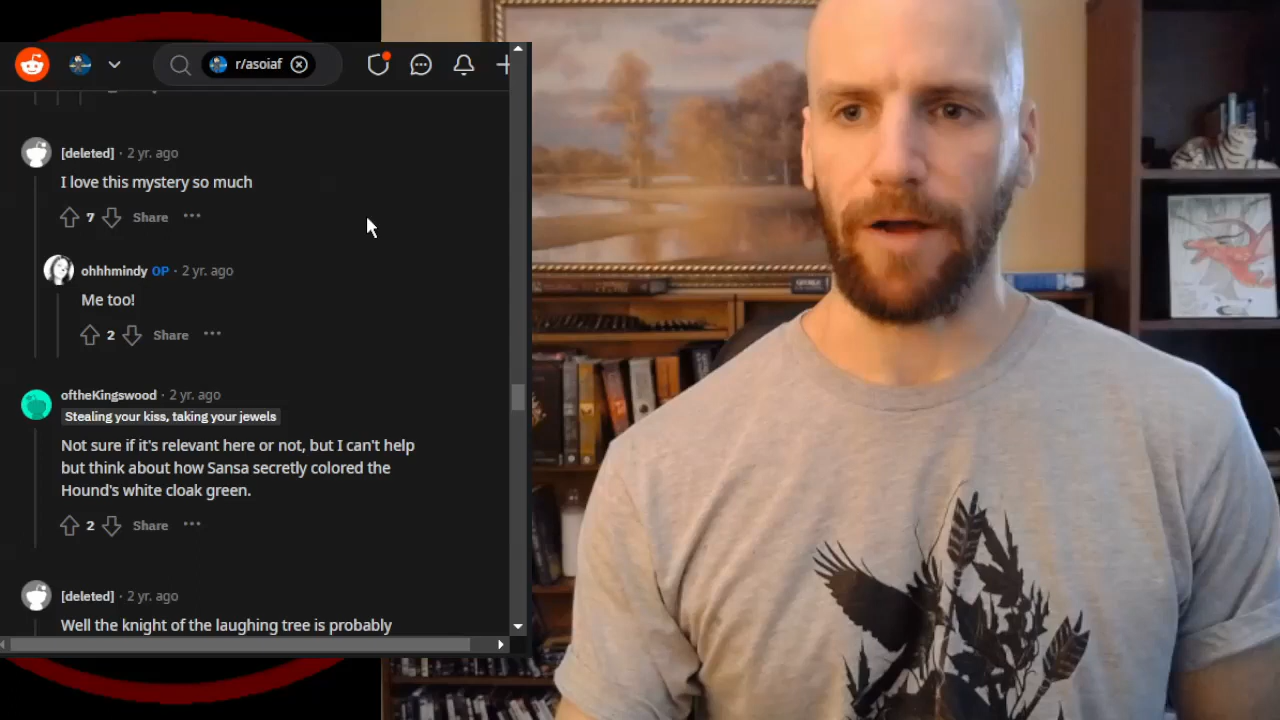 r/asoiaf
[deleted] · 2 yr. ago
I love this mystery so much
7 Share ...
ohhhmindy OP · 2 yr. ago
Me too!
2 Share ...
oftheKingswood · 2 yr. ago
Stealing your kiss, taking your jewels
Not sure if it's relevant here or not, but I can't help
but think about how Sansa secretly colored the
Hound's white cloak green.
2 Share ...
[deleted] · 2 yr. ago
Well the knight of the laughing tree is probably